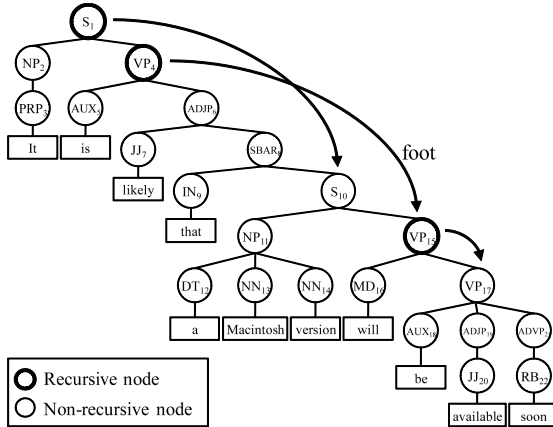 S1
NP2 VP4
PRP3 AUX5 ADJP6
It is JJ7 SBAR8 foot
likely IN9 S10
that NP11 VP15
DT12 NN13 NN14 MD16 VP17
a Macintosh version will AUX18 ADJP19 ADVP2
be JJ20 RB22
available soon
Recursive node
Non-recursive node